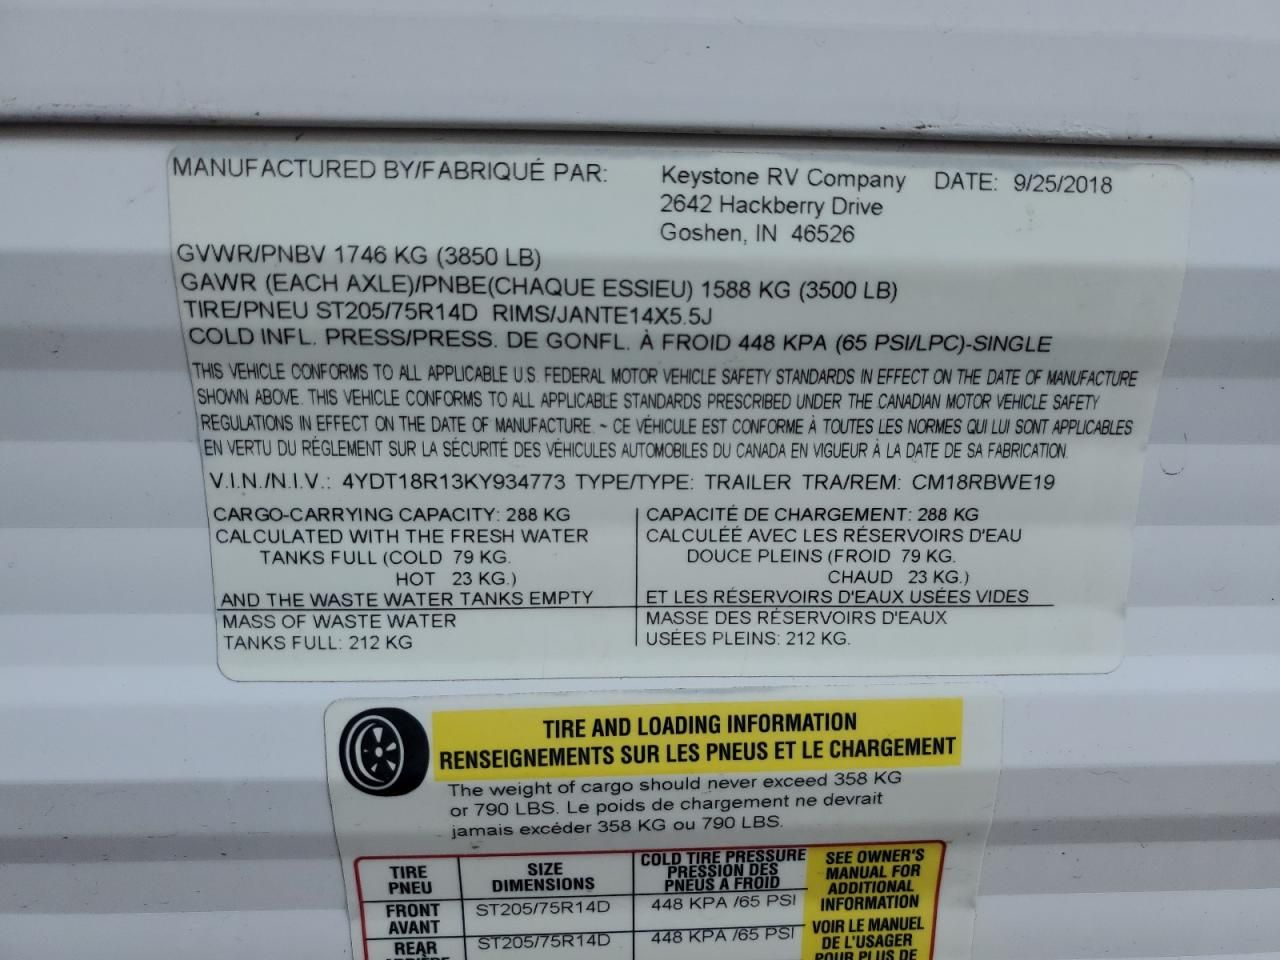 MANUFACTURED BY/FABRIQUÉ PAR: Keystone RV Company DATE: 9/25/2018
2642 Hackberry Drive
Goshen, IN 46526
GVWR/PNBV 1746 KG (3850 LB)
GAWR (EACH AXLE)/PNBE(CHAQUE ESSIEU) 1588 KG (3500 LB)
TIRE/PNEU ST205/75R14D RIMS/JANTE14X5.5J
COLD INFL. PRESS/PRESS. DE GONFL. À FROID 448 KPA (65 PSI/LPC)-SINGLE
THIS VEHICLE CONFORMS TO ALL APPLICABLE U.S. FEDERAL MOTOR VEHICLE SAFETY STANDARDS IN EFFECT ON THE DATE OF MANUFACTURE
SHOWN ABOVE. THIS VEHICLE CONFORMS TO ALL APPLICABLE STANDARDS PRESCRIBED UNDER THE CANADIAN MOTOR VEHICLE SAFETY
REGULATIONS IN EFFECT ON THE DATE OF MANUFACTURE. ~ CE VÉHICULE EST CONFORME À TOUTES LES NORMES QUI LUI SONT APPLICABLES
EN VERTU DU RÉGLEMENT SUR LA SÉCURITÉ DES VÉHICULES AUTOMOBILES DU CANADA EN VIGUEUR À LA DATE DE SA FABRICATION.
V.I.N./N.I.V.: 4YDT18R13KY934773 TYPE/TYPE: TRAILER TRA/REM: CM18RBWE19
CARGO-CARRYING CAPACITY: 288 KG
CALCULATED WITH THE FRESH WATER
TANKS FULL (COLD 79 KG.
HOT 23 KG.)
AND THE WASTE WATER TANKS EMPTY
MASS OF WASTE WATER
TANKS FULL: 212 KG
CAPACITÉ DE CHARGEMENT: 288 KG
CALCULÉE AVEC LES RÉSERVOIRS D'EAU
DOUCE PLEINS (FROID 79 KG.
CHAUD 23 KG.)
ET LES RÉSERVOIRS D'EAUX USÉES VIDES
MASSE DES RÉSERVOIRS D'EAUX
USÉES PLEINS: 212 KG.
TIRE AND LOADING INFORMATION
RENSEIGNEMENTS SUR LES PNEUS ET LE CHARGEMENT
The weight of cargo should never exceed 358 KG
or 790 LBS. Le poids de chargement ne devrait
jamais excéder 358 KG ou 790 LBS.
TIRE
PNEU
SIZE
DIMENSIONS
COLD TIRE PRESSURE
PRESSION DES
PNEUS A FROID
SEE OWNER'S
MANUAL FOR
ADDITIONAL
INFORMATION
FRONT
AVANT
ST205/75R14D
448 KPA /65 PSI
REAR
ARRIÈRE
ST205/75R14D
448 KPA /65 PSI
VOIR LE MANUEL
DE L'USAGER
POUR PLUS DE